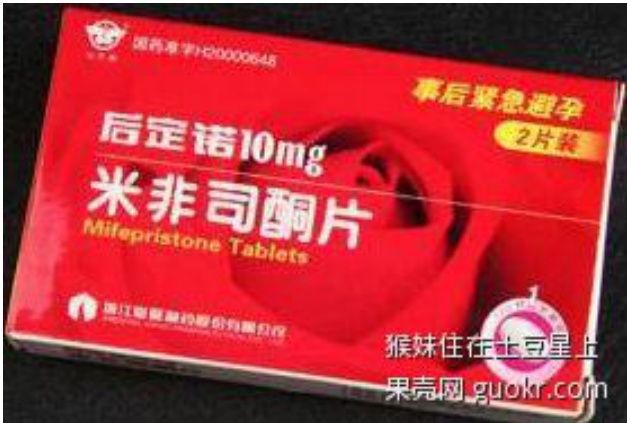 国药准字H20000648
事后紧急避孕
2片装
后定诺10mg
米非司酮片
Mifepristone Tablets
1
猴妹住在土豆星上
果壳网 guokr.com